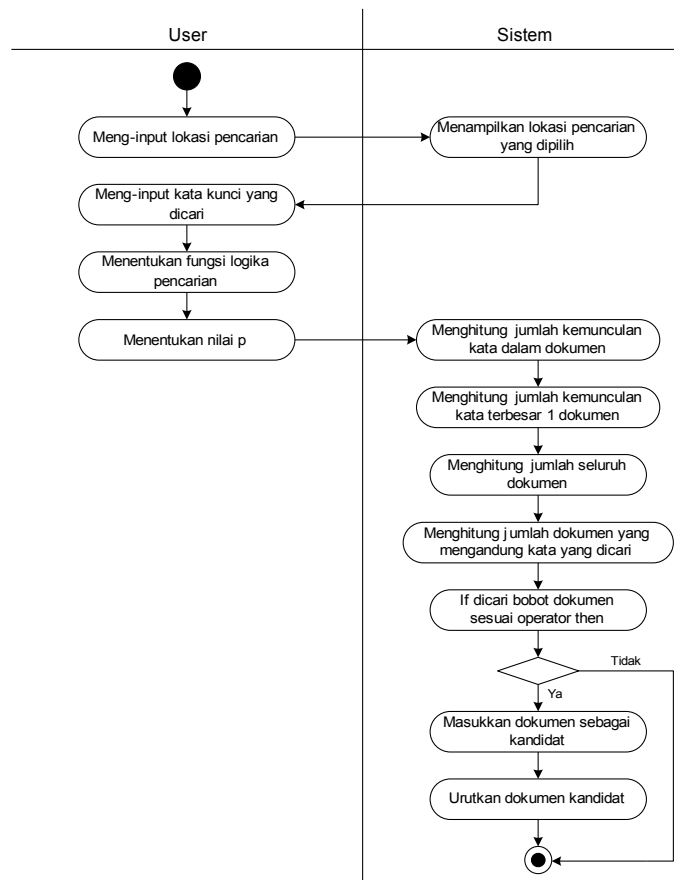 User
Sistem
Meng-input lokasi pencarian
Menampilkan lokasi pencarian
yang dipilih
Meng-input kata kunci yang
dicari
Menentukan fungsi logika
pencarian
Menentukan nilai p
Menghitung jumlah kemunculan
kata dalam dokumen
Menghitung jumlah kemunculan
kata terbesar 1 dokumen
Menghitung jumlah seluruh
dokumen
Menghitung jumlah dokumen yang
mengandung kata yang dicari
If dicari bobot dokumen
sesuai operator then
Tidak
Ya
Masukkan dokumen sebagai
kandidat
Urutkan dokumen kandidat